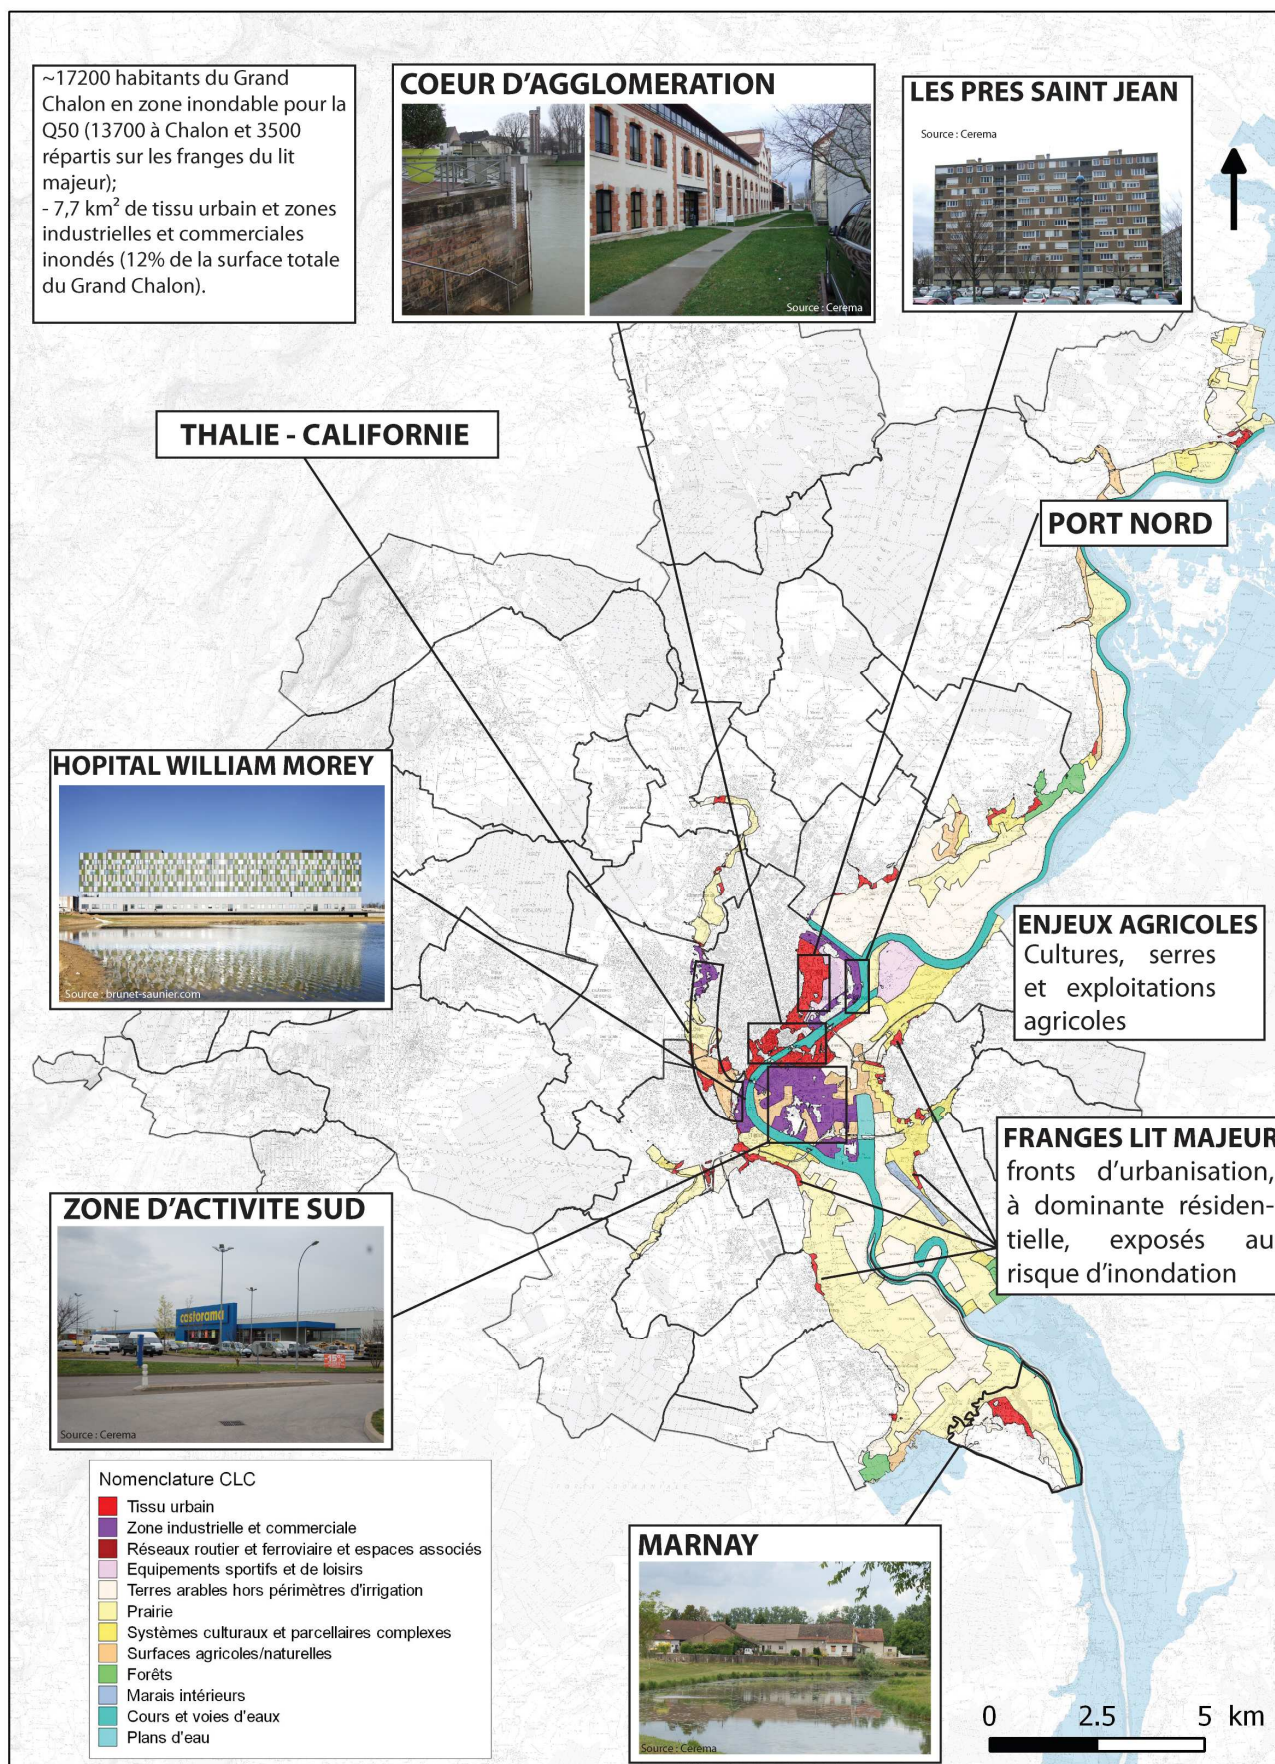 ~17200 habitants du Grand
Chalon en zone inondable pour la
Q50 (13700 à Chalon et 3500
répartis sur les franges du lit
majeur);
- 7,7 km² de tissu urbain et zones
industrielles et commerciales
inondés (12% de la surface totale
du Grand Chalon).
COEUR D'AGGLOMERATION
Source : Cerema
LES PRES SAINT JEAN
Source : Cerema
THALIE - CALIFORNIE
PORT NORD
HOPITAL WILLIAM MOREY
Source : brunet-saunier.com
ENJEUX AGRICOLES
Cultures, serres
et exploitations
agricoles
FRANGES LIT MAJEUR
fronts d'urbanisation,
à dominante résiden-
tielle, exposés au
risque d'inondation
ZONE D'ACTIVITE SUD
castorama
15%
Source : Cerema
Nomenclature CLC
Tissu urbain
Zone industrielle et commerciale
Réseaux routier et ferroviaire et espaces associés
Equipements sportifs et de loisirs
Terres arables hors périmètres d'irrigation
Prairie
Systèmes culturaux et parcellaires complexes
Surfaces agricoles/naturelles
Forêts
Marais intérieurs
Cours et voies d'eaux
Plans d'eau
MARNAY
Source : Cerema
0 2.5 5 km